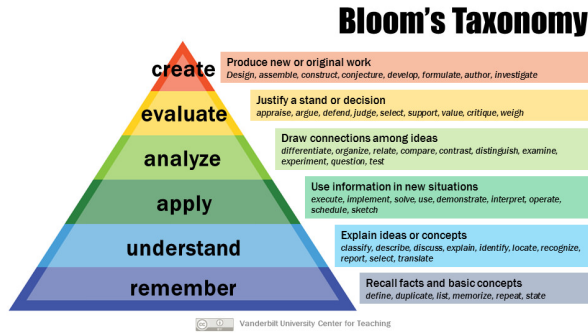 Bloom's Taxonomy
create
Produce new or original work
Design, assemble, construct, conjecture, develop, formulate, author, investigate
evaluate
Justify a stand or decision
appraise, argue, defend, judge, select, support, value, critique, weigh
analyze
Draw connections among ideas
differentiate, organize, relate, compare, contrast, distinguish, examine,
experiment, question, test
apply
Use information in new situations
execute, implement, solve, use, demonstrate, interpret, operate,
schedule, sketch
understand
Explain ideas or concepts
classify, describe, discuss, explain, identify, locate, recognize,
report, select, translate
remember
Recall facts and basic concepts
define, duplicate, list, memorize, repeat, state
Vanderbilt University Center for Teaching